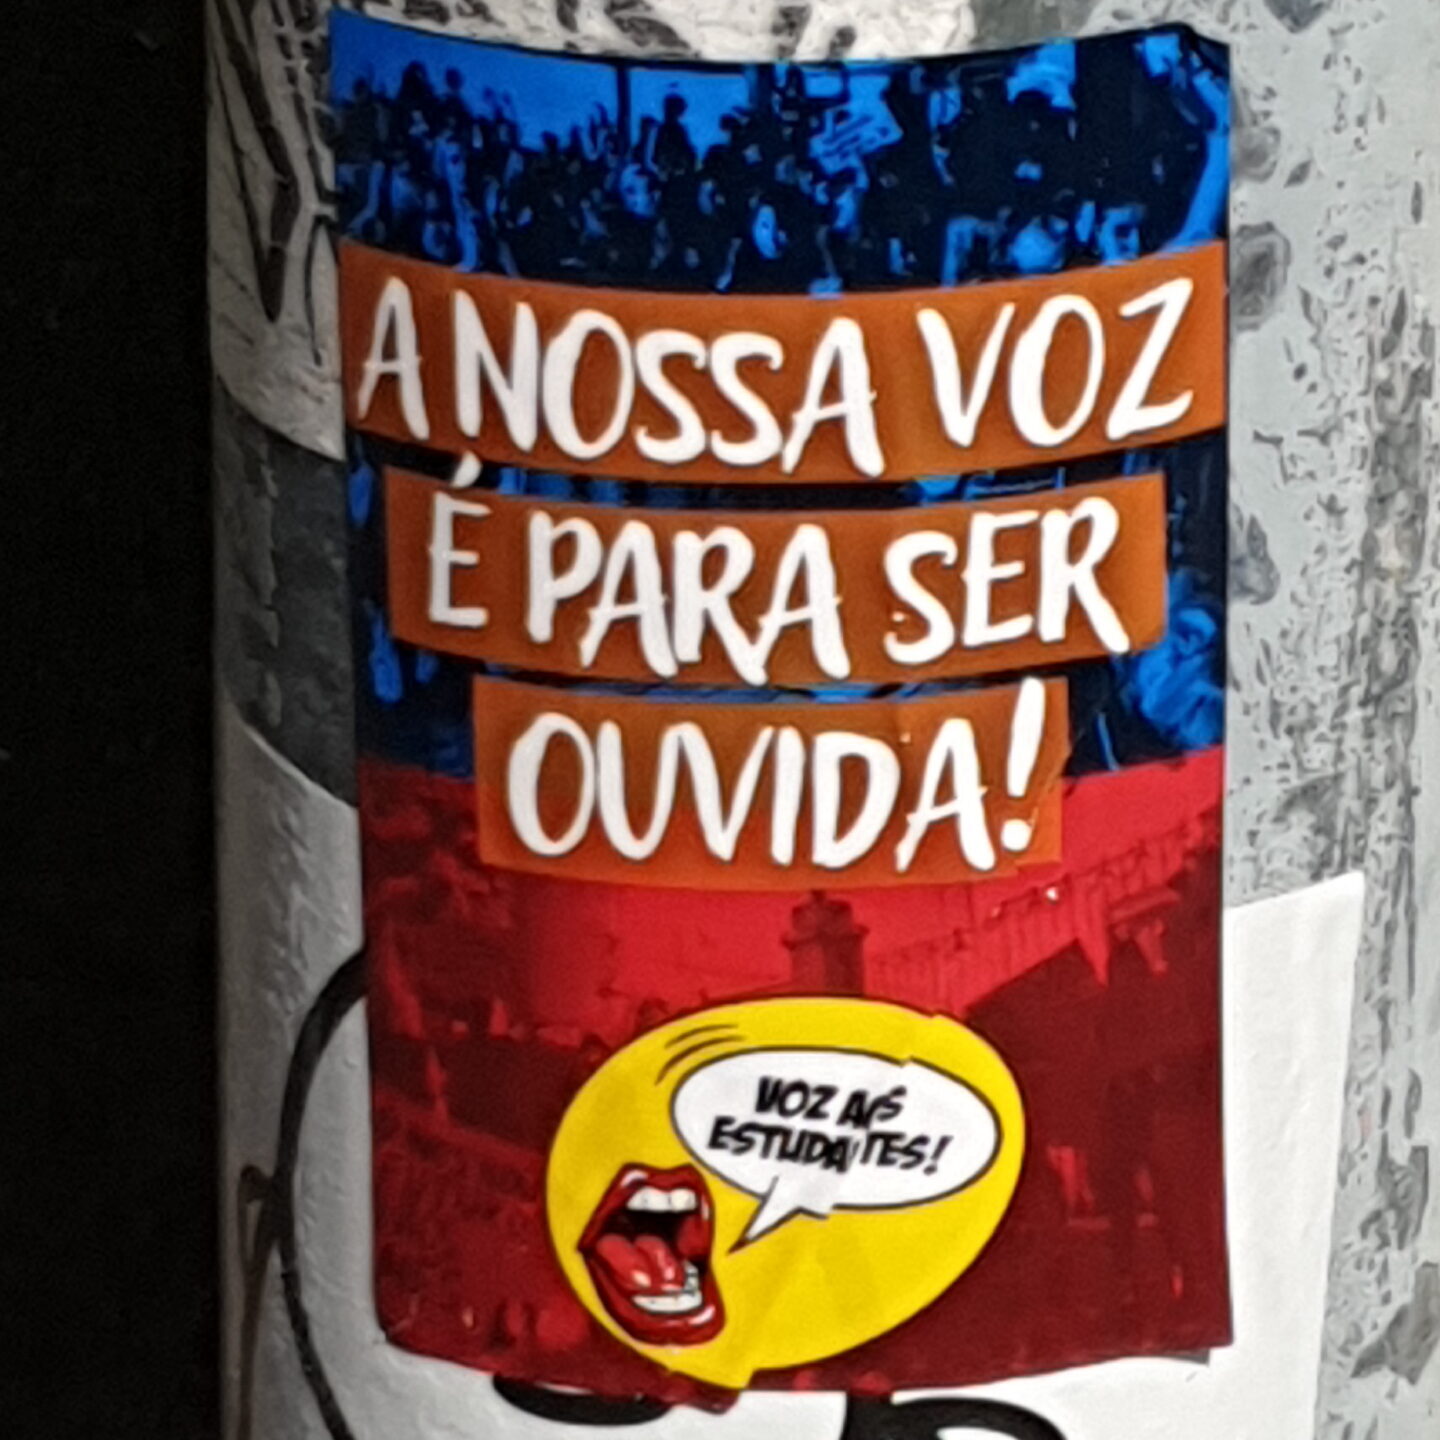 A NOSSA VOZ
É PARA SER
OUVIDA!
VOZ AOS
ESTUDANTES!